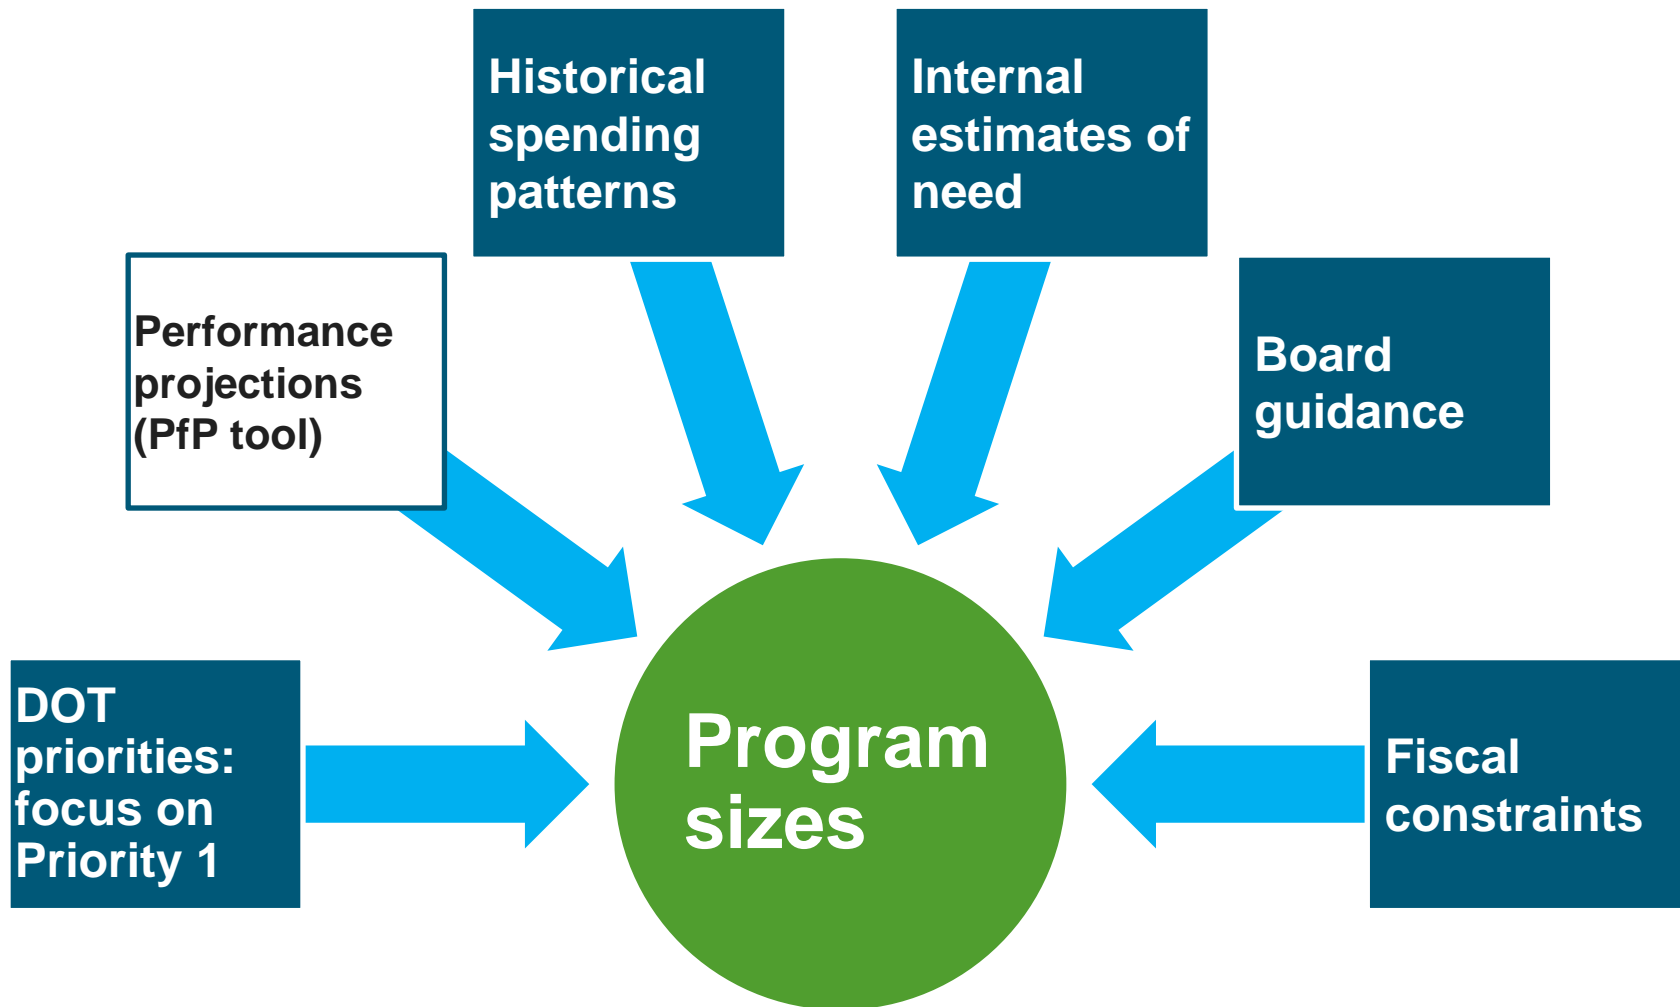 Historical
spending
patterns
Internal
estimates of
need
Performance
projections
(PfP tool)
Board
guidance
DOT
priorities:
focus on
Priority 1
Program
sizes
Fiscal
constraints